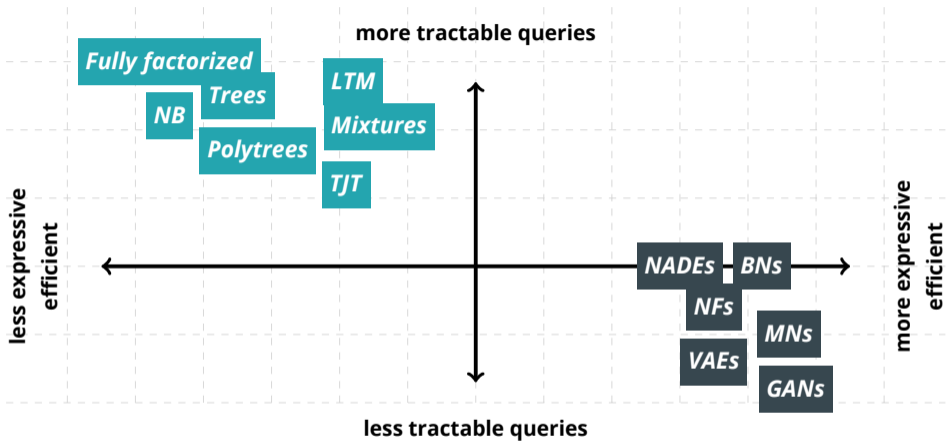 more tractable queries
Fully factorized
LTM
Trees
NB
Mixtures
Polytrees
TJT
less expressive
efficient
more expressive
efficient
NADEs
BNs
NFs
MNs
VAEs
GANs
less tractable queries